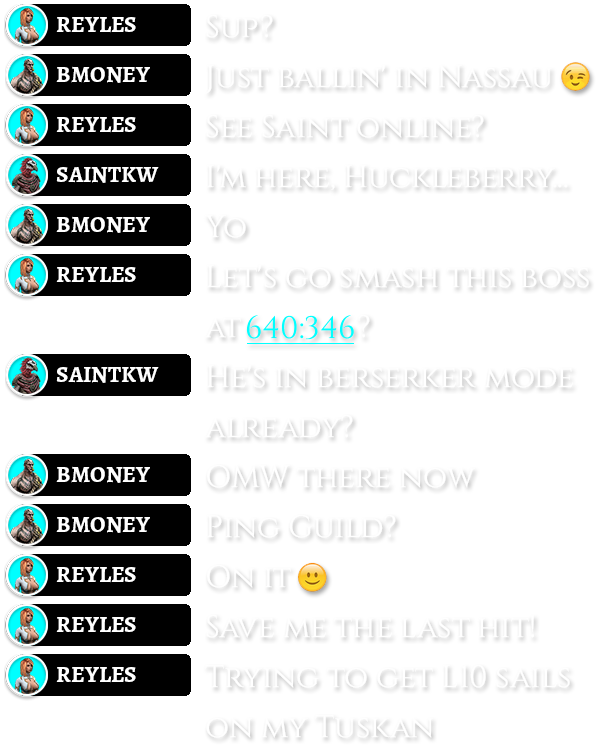 REYLES Sup?
BMONEY Just ballin' in Nassau 😉
REYLES See Saint online?
SAINTKW I'm here, Huckleberry...
BMONEY Yo
REYLES Let's go smash this boss
at 640:346?
SAINTKW He's in berserker mode
already?
BMONEY OMW there now
BMONEY Ping Guild?
REYLES On it 🙂
REYLES Save me the last hit!
REYLES Trying to get L10 sails
on my Tuskan